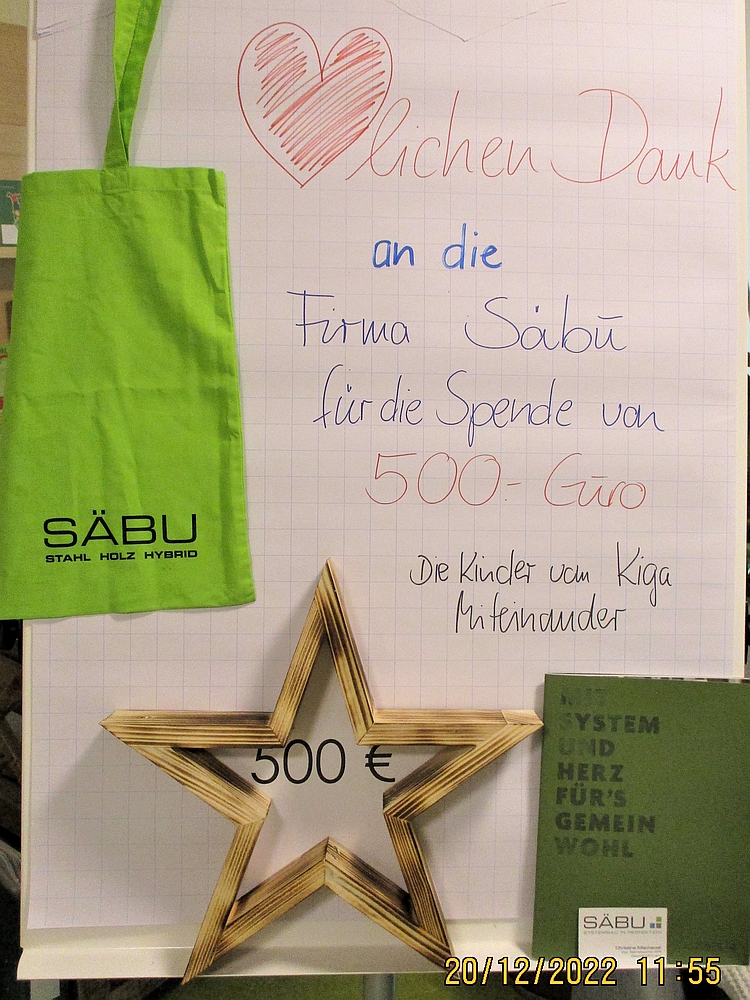 lichen Dank
an die
Firma Säbü
für die Spende von
500.- Euro
Die Kinder vom Kiga
Miteinander
SÄBU
STAHL HOLZ HYBRID
500 €
MIT
SYSTEM
UND
HERZ
FÜR'S
GEMEIN
WOHL
SÄBU
20/12/2022 11:55